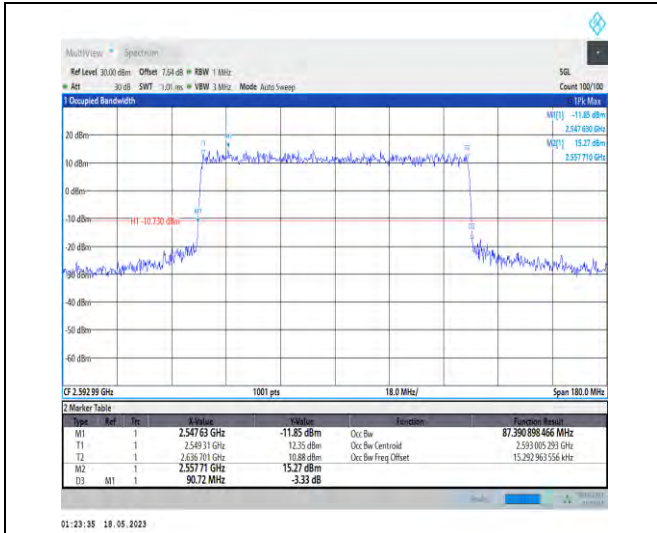 MultiView Spectrum
Ref Level 30.00 dBm Offset 7.64 dB RBW 1 MHz SGL
Att 30 dB SWT 1.01 ms VBW 3 MHz Mode Auto Sweep Count 100/100
1 Occupied Bandwidth 1Pk Max
M1[1] -11.85 dBm
2.547 630 GHz
M2[1] 15.27 dBm
2.557 710 GHz
20 dBm
10 dBm
0 dBm
-10 dBm
H1 -10.730 dBm
-20 dBm
-30 dBm
-40 dBm
-50 dBm
-60 dBm
CF 2.592 99 GHz 1001 pts 18.0 MHz/ Span 180.0 MHz
2 Marker Table
Type Ref Trc X-Value Y-Value Function Function Result
M1 1 2.547 63 GHz -11.85 dBm Occ Bw 87.390 898 466 MHz
T1 1 2.549 31 GHz 12.35 dBm Occ Bw Centroid 2.593 005 293 GHz
T2 1 2.636 701 GHz 10.88 dBm Occ Bw Freq Offset 15.292 963 556 kHz
M2 1 2.557 71 GHz 15.27 dBm
D3 M1 1 90.72 MHz -3.33 dB
01:23:35 18.05.2023